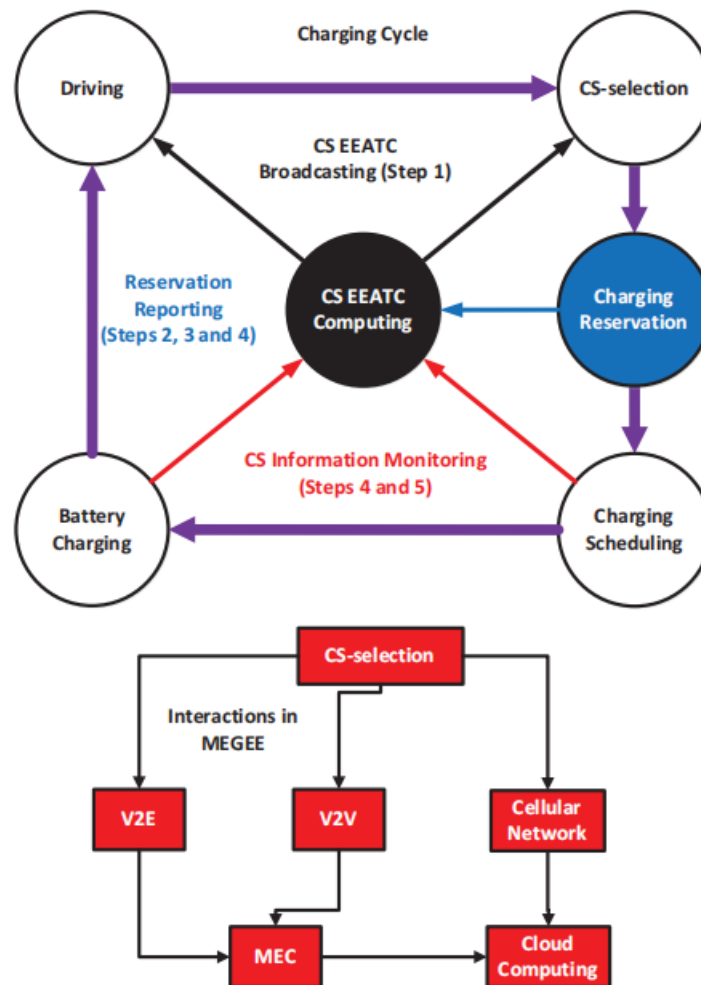 Charging Cycle
Driving
CS-selection
CS EEATC
Broadcasting (Step 1)
Reservation
Reporting
(Steps 2, 3 and 4)
CS EEATC
Computing
Charging
Reservation
CS Information Monitoring
(Steps 4 and 5)
Battery
Charging
Charging
Scheduling
CS-selection
Interactions in
MEGEE
V2E
V2V
Cellular
Network
MEC
Cloud
Computing